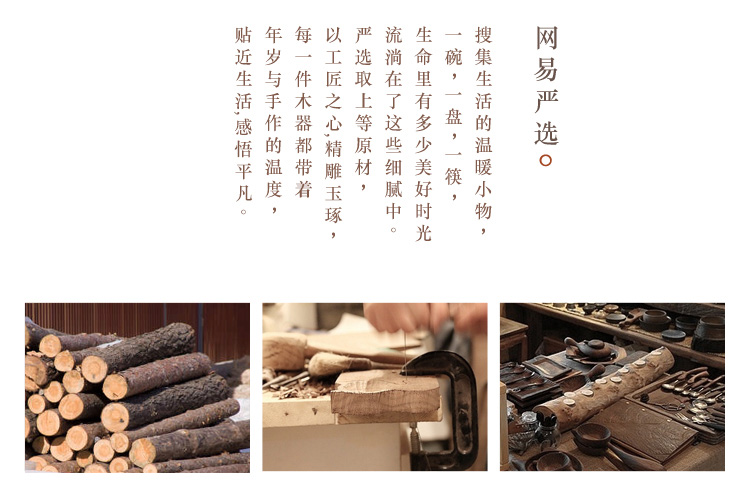 网易严选
搜集生活的温暖小物，
一碗，一盘，一筷，
生命里有多少美好时光
流淌在了这些细腻中。
严选取上等原材，
以工匠之心,精雕玉琢，
每一件木器都带着
年岁与手作的温度，
贴近生活,感悟平凡。